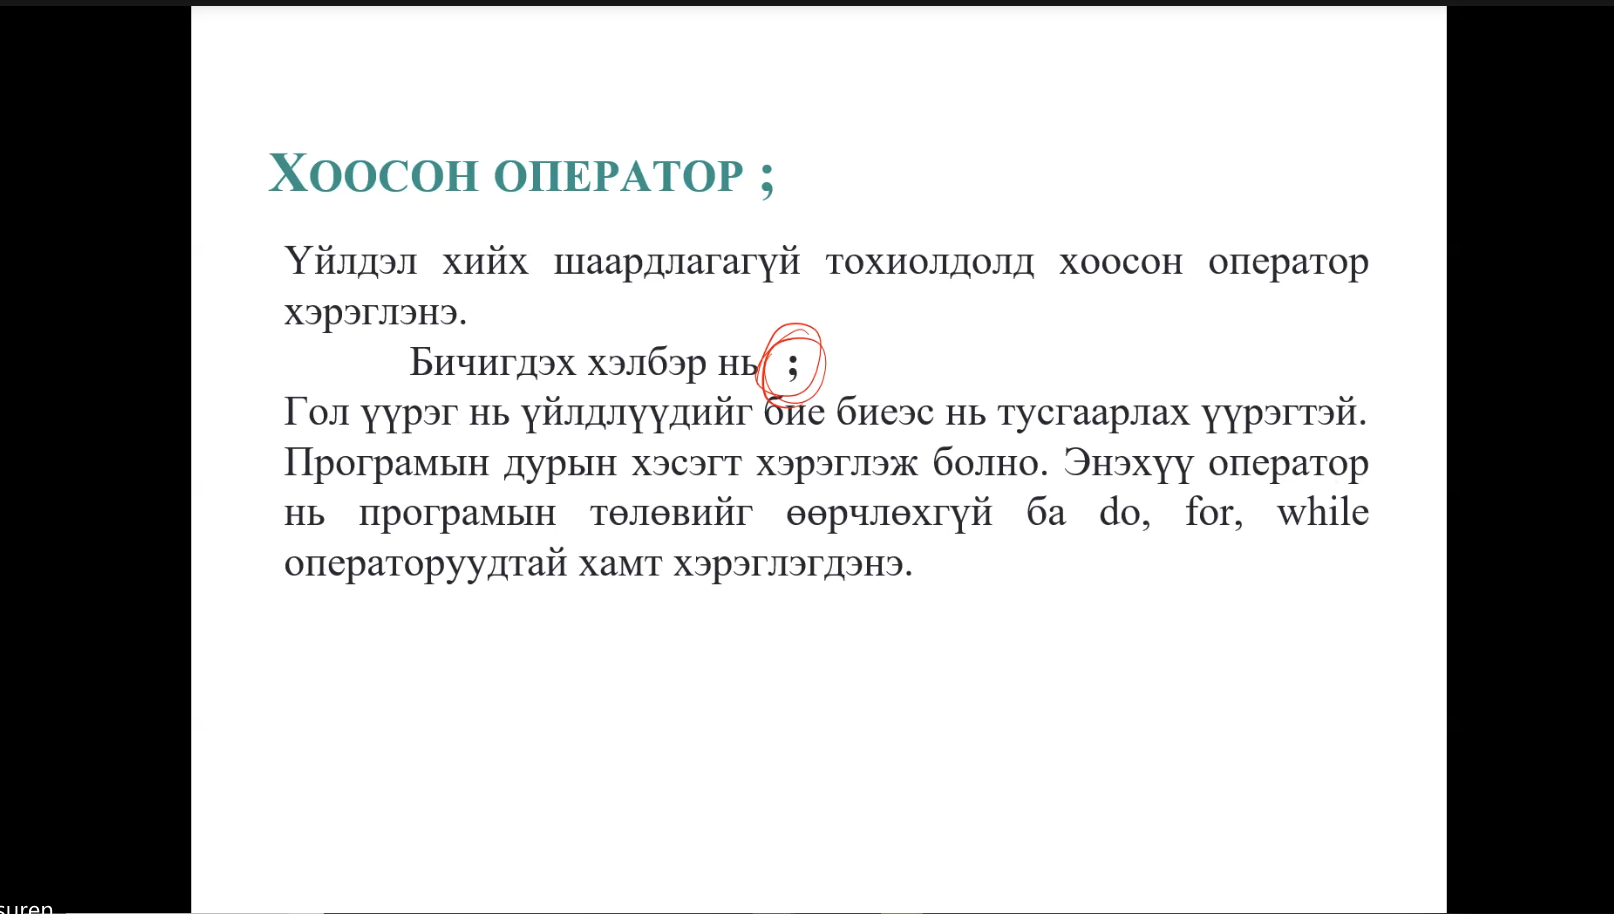 Хоосон оператор ;
Үйлдэл хийх шаардлагагүй тохиолдолд хоосон оператор
хэрэглэнэ.
Бичигдэх хэлбэр нь ;
Гол үүрэг нь үйлдлүүдийг бие биеэс нь тусгаарлах үүрэгтэй.
Програмын дурын хэсэгт хэрэглэж болно. Энэхүү оператор
нь програмын төлөвийг өөрчлөхгүй ба do, for, while
операторуудтай хамт хэрэглэгдэнэ.
suren